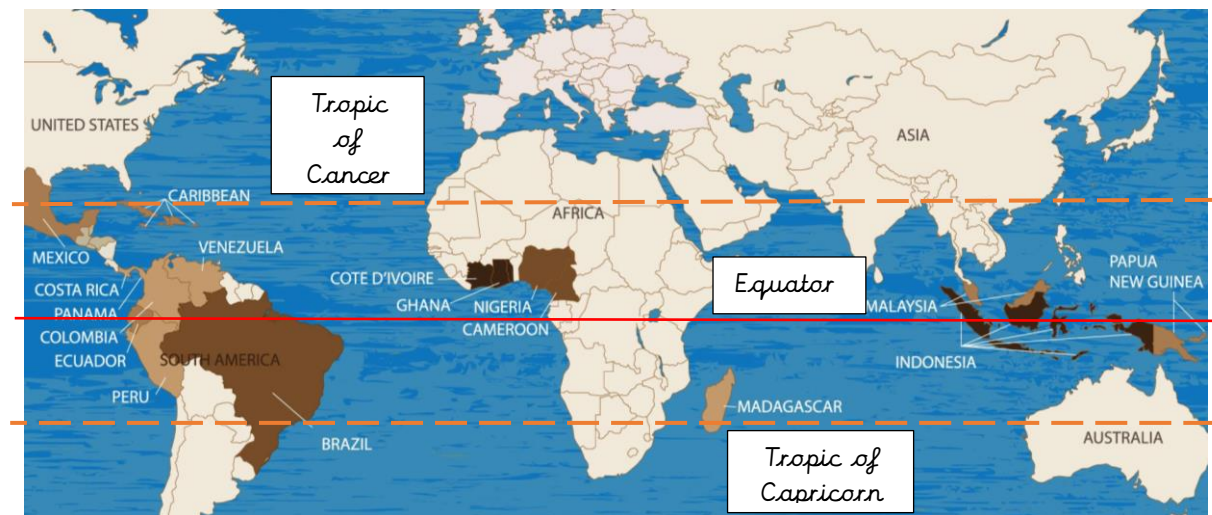 Tropic
of
Cancer
UNITED STATES
ASIA
CARIBBEAN
AFRICA
MEXICO
VENEZUELA
COSTA RICA
PANAMA
COLOMBIA
ECUADOR
SOUTH AMERICA
PERU
BRAZIL
COTE D'IVOIRE
GHANA
NIGERIA
CAMEROON
Equator
PAPUA
NEW GUINEA
MALAYSIA
INDONESIA
MADAGASCAR
AUSTRALIA
Tropic of
Capricorn